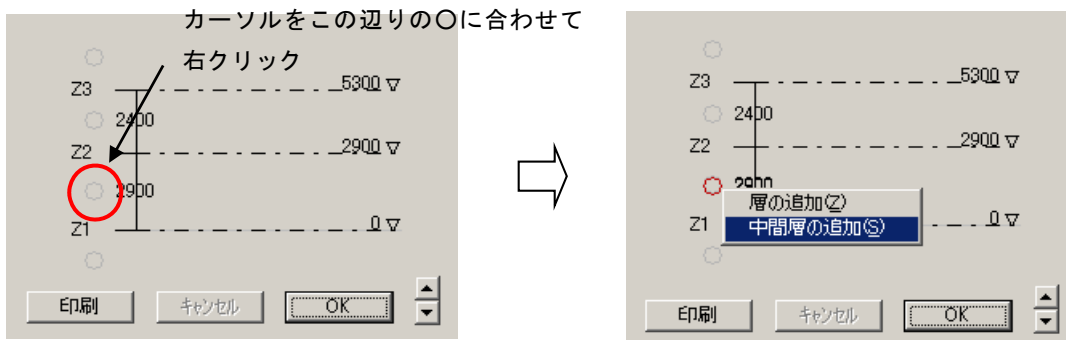 カーソルをこの辺りの〇に合わせて
右クリック
Z3 5300 ▽
2400
Z2 2900 ▽
2900
Z1 0 ▽
印刷 キャンセル OK
Z3 5300 ▽
2400
Z2 2900 ▽
2900
層の追加(Z)
Z1 0 ▽
中間層の追加(S)
印刷 キャンセル OK